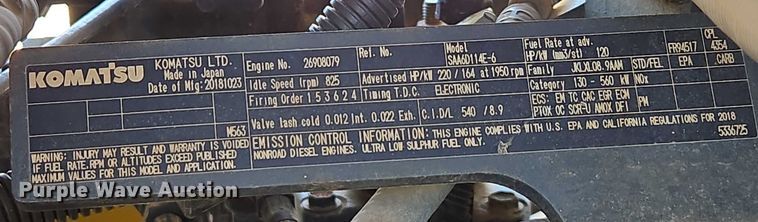 KOMATSU
KOMATSU LTD.
Made in Japan
Date of Mfg: 20181023
N563
WARNING: INJURY MAY RESULT AND WARRANTY IS VOIDED
IF FUEL RATE, RPM OR ALTITUDES EXCEED PUBLISHED
MAXIMUM VALUES FOR THIS MODEL AND APPLICATION.
Engine No. 26908079
Ref. No. SAA6D114E-6
Fuel Rate at adv. HP/kW (mm3/st) 120
FR94517
CPL 4354
Idle Speed (rpm) 825
Advertised HP/kW 220 / 164 at 1950 rpm
Family STD/FEL EPA CARB
Firing Order 1 5 3 6 2 4
Timing T.D.C. ELECTRONIC
Category 130 - 560 kW NOx
Valve lash cold 0.012 Int. 0.022 Exh.
C.I.D/L 540 / 8.9
ECS: EM TC CAC EGR ECM
PTOX OC SCR-U AMOX DFI PM
EMISSION CONTROL INFORMATION: THIS ENGINE COMPLIES WITH U.S. EPA AND CALIFORNIA REGULATIONS FOR 2018
NONROAD DIESEL ENGINES. ULTRA LOW SULPHUR FUEL ONLY.
5336725
Purple Wave Auction